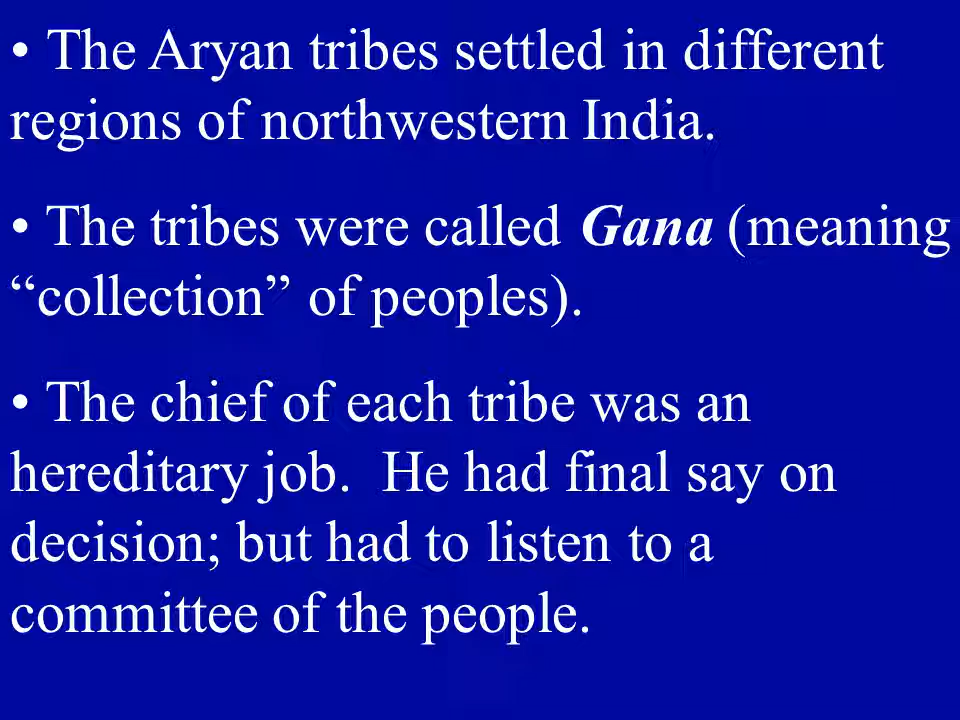 • The Aryan tribes settled in different
regions of northwestern India.
• The tribes were called Gana (meaning
“collection” of peoples).
• The chief of each tribe was an
hereditary job.  He had final say on
decision; but had to listen to a
committee of the people.